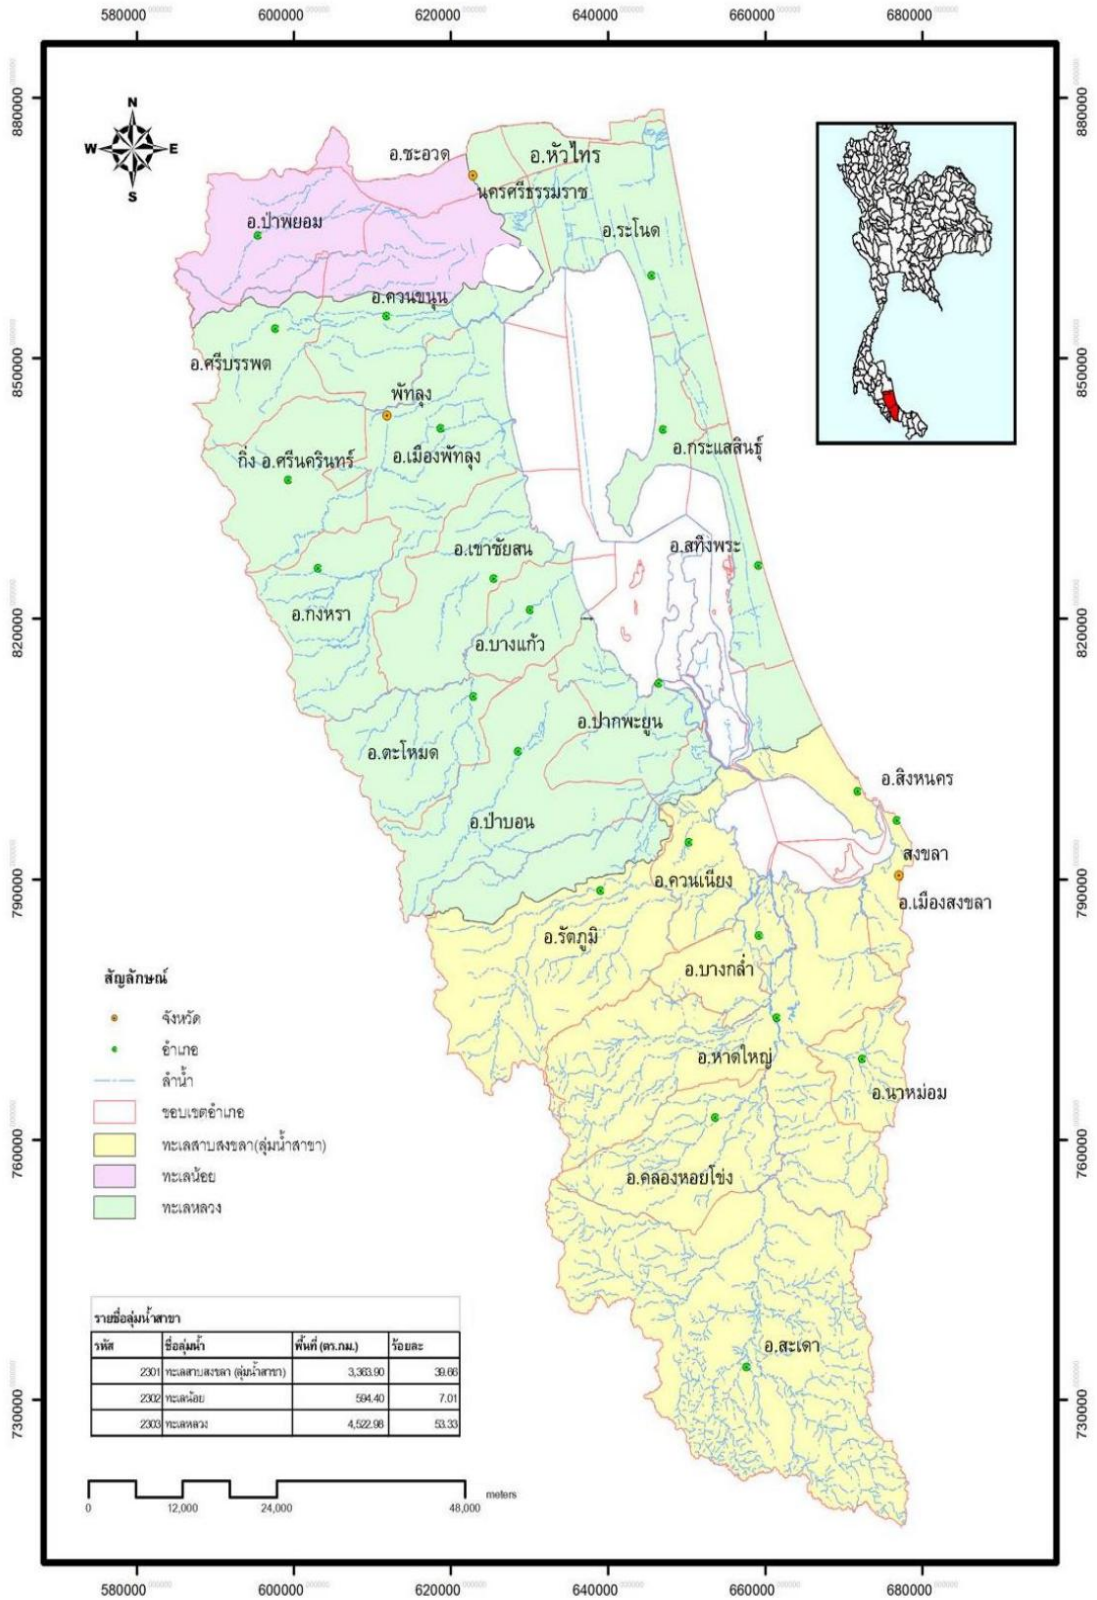 580000 600000 620000 640000 660000 680000
880000 880000
N
W E
S
อ.ชะอวด
อ.หัวไทร
นครศรีธรรมราช
อ.ป่าพยอม
อ.ระโนด
อ.ควนขนุน
850000 850000
อ.ศรีบรรพต
พัทลุง
อ.กระแสสินธุ์
กิ่ง อ.ศรีนครินทร์
อ.เมืองพัทลุง
อ.เขาชัยสน
อ.สทิงพระ
อ.กงหรา
820000 820000
อ.บางแก้ว
อ.ปากพะยูน
อ.ตะโหมด
อ.สิงหนคร
อ.ป่าบอน
สงขลา
790000 790000
อ.ควนเนียง
อ.เมืองสงขลา
อ.รัตภูมิ
อ.บางกล่ำ
สัญลักษณ์
จังหวัด
อำเภอ
ลำน้ำ
ขอบเขตอำเภอ
ทะเลสาบสงขลา(ลุ่มน้ำสาขา)
ทะเลน้อย
ทะเลหลวง
อ.หาดใหญ่
อ.นาหม่อม
760000 760000
อ.คลองหอยโข่ง
อ.สะเดา
รายชื่อลุ่มน้ำสาขา
รหัส ชื่อลุ่มน้ำ พื้นที่ (ตร.กม.) ร้อยละ
2301 ทะเลสาบสงขลา (ลุ่มน้ำสาขา) 3,363.90 39.66
2302 ทะเลน้อย 594.40 7.01
2303 ทะเลหลวง 4,522.98 53.33
730000 730000
meters
0 12,000 24,000 48,000
580000 600000 620000 640000 660000 680000